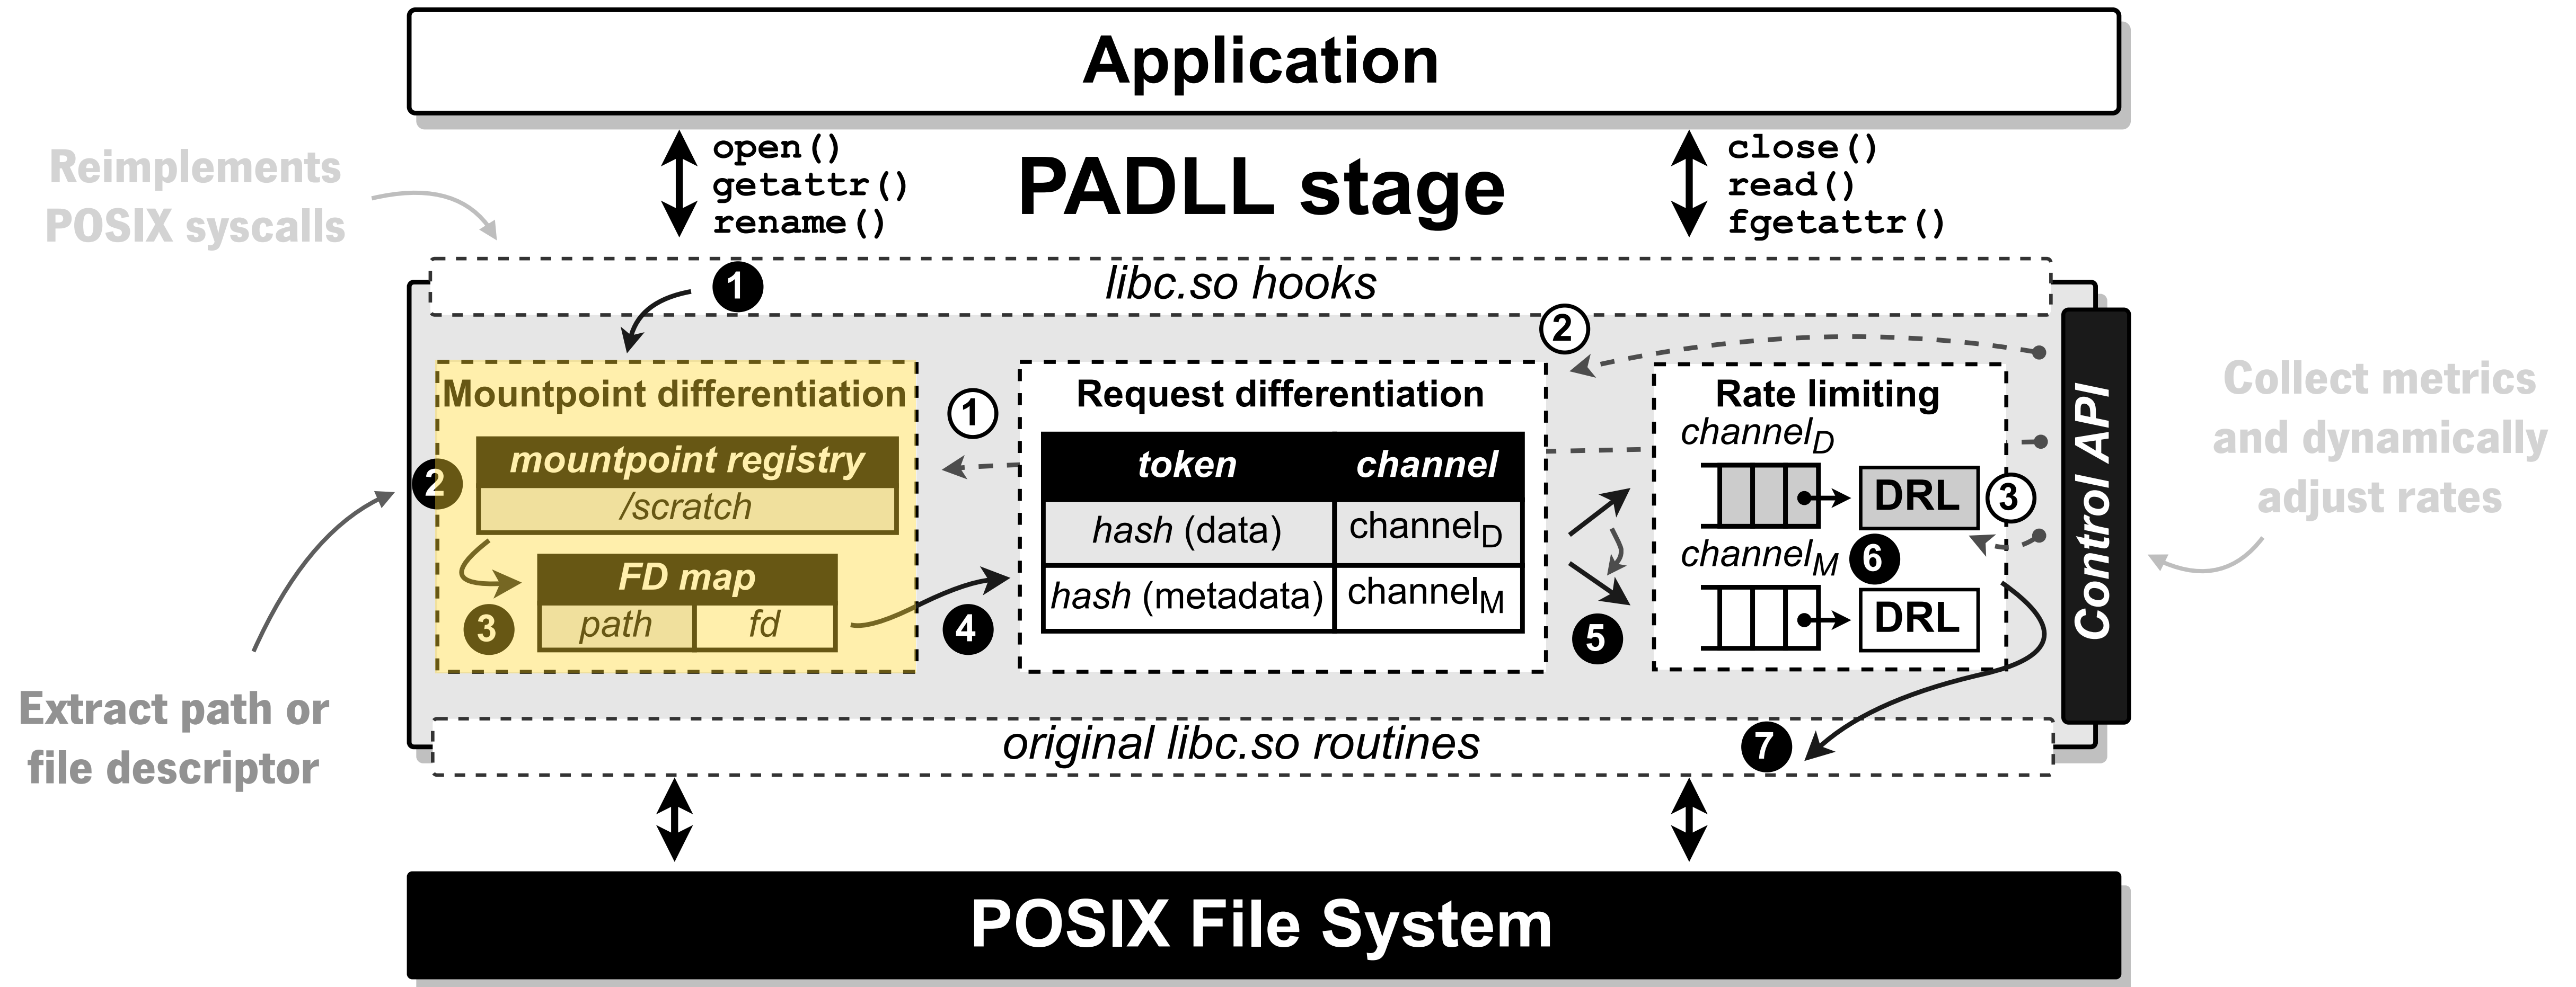 Application
Reimplements
POSIX syscalls
open()
getattr()
rename()
PADLL stage
close()
read()
fgetattr()
1
libc.so hooks
2
Mountpoint differentiation
mountpoint registry
/scratch
2
FD map
path fd
3
1
4
Request differentiation
token channel
hash (data) channelD
hash (metadata) channelM
5
Rate limiting
channelD
DRL
3
channelM
6
DRL
Control API
Collect metrics
and dynamically
adjust rates
Extract path or
file descriptor
original libc.so routines
7
POSIX File System